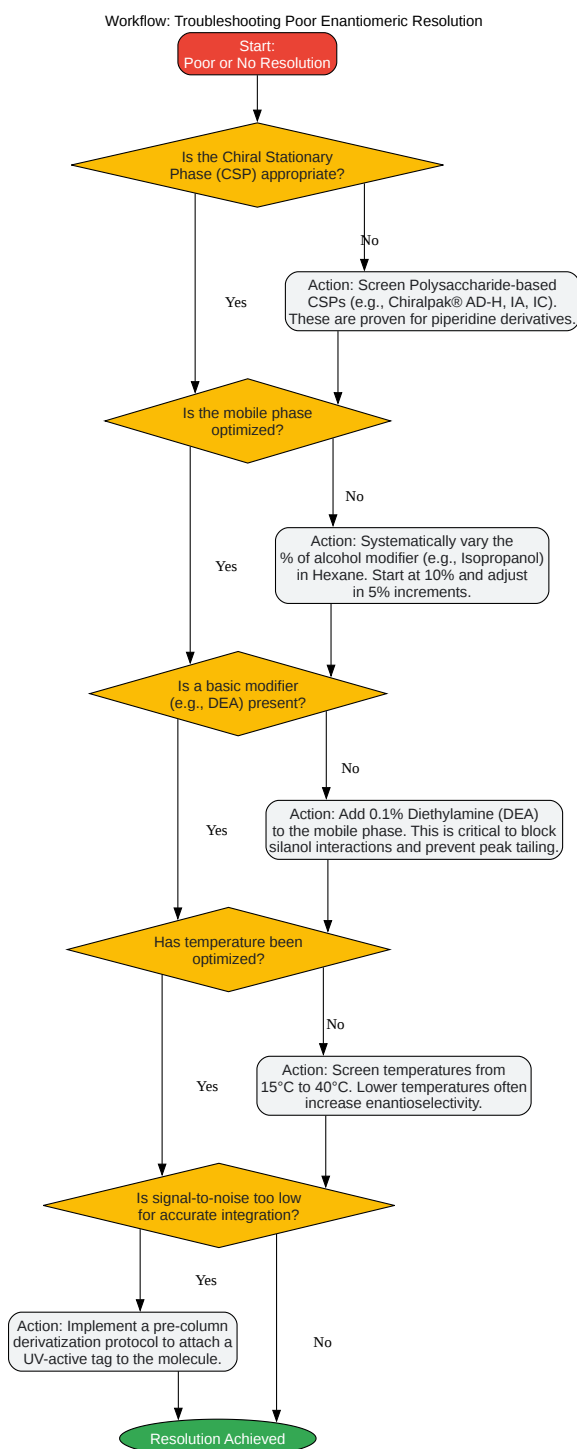 Workflow: Troubleshooting Poor Enantiomeric Resolution
Start:
Poor or No Resolution
Is the Chiral Stationary
Phase (CSP) appropriate?
No
Action: Screen Polysaccharide-based
CSPs (e.g., Chiralpak® AD-H, IA, IC).
These are proven for piperidine derivatives.
Yes
Is the mobile phase
optimized?
No
Action: Systematically vary the
% of alcohol modifier (e.g., Isopropanol)
in Hexane. Start at 10% and adjust
in 5% increments.
Yes
Is a basic modifier
(e.g., DEA) present?
No
Action: Add 0.1% Diethylamine (DEA)
to the mobile phase. This is critical to block
silanol interactions and prevent peak tailing.
Yes
Has temperature been
optimized?
No
Action: Screen temperatures from
15°C to 40°C. Lower temperatures often
increase enantioselectivity.
Yes
Is signal-to-noise too low
for accurate integration?
Yes
Action: Implement a pre-column
derivatization protocol to attach a
UV-active tag to the molecule.
No
Resolution Achieved